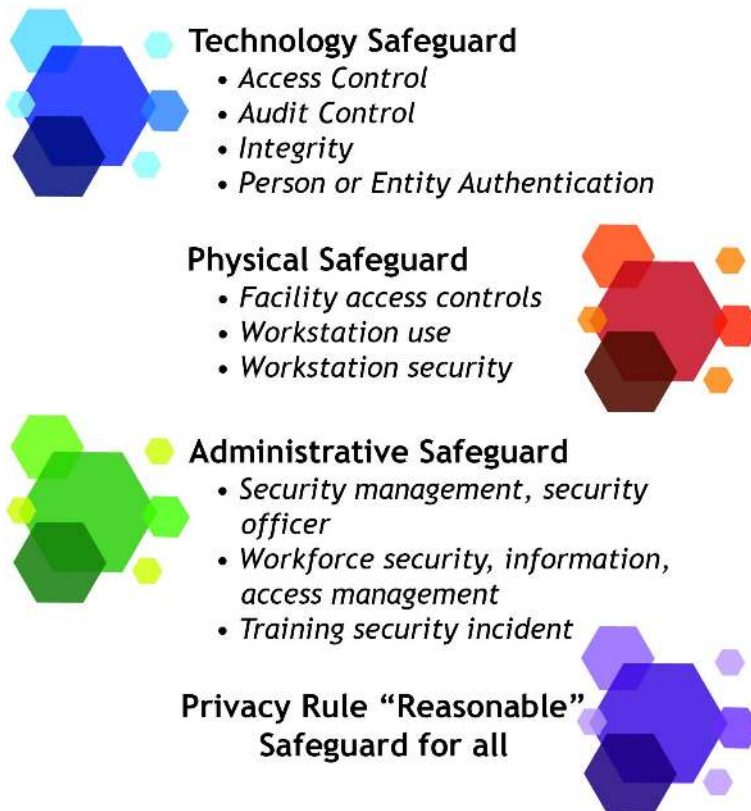 Technology Safeguard
• Access Control
• Audit Control
• Integrity
• Person or Entity Authentication
Physical Safeguard
• Facility access controls
• Workstation use
• Workstation security
Administrative Safeguard
• Security management, security
officer
• Workforce security, information,
access management
• Training security incident
Privacy Rule “Reasonable”
Safeguard for all